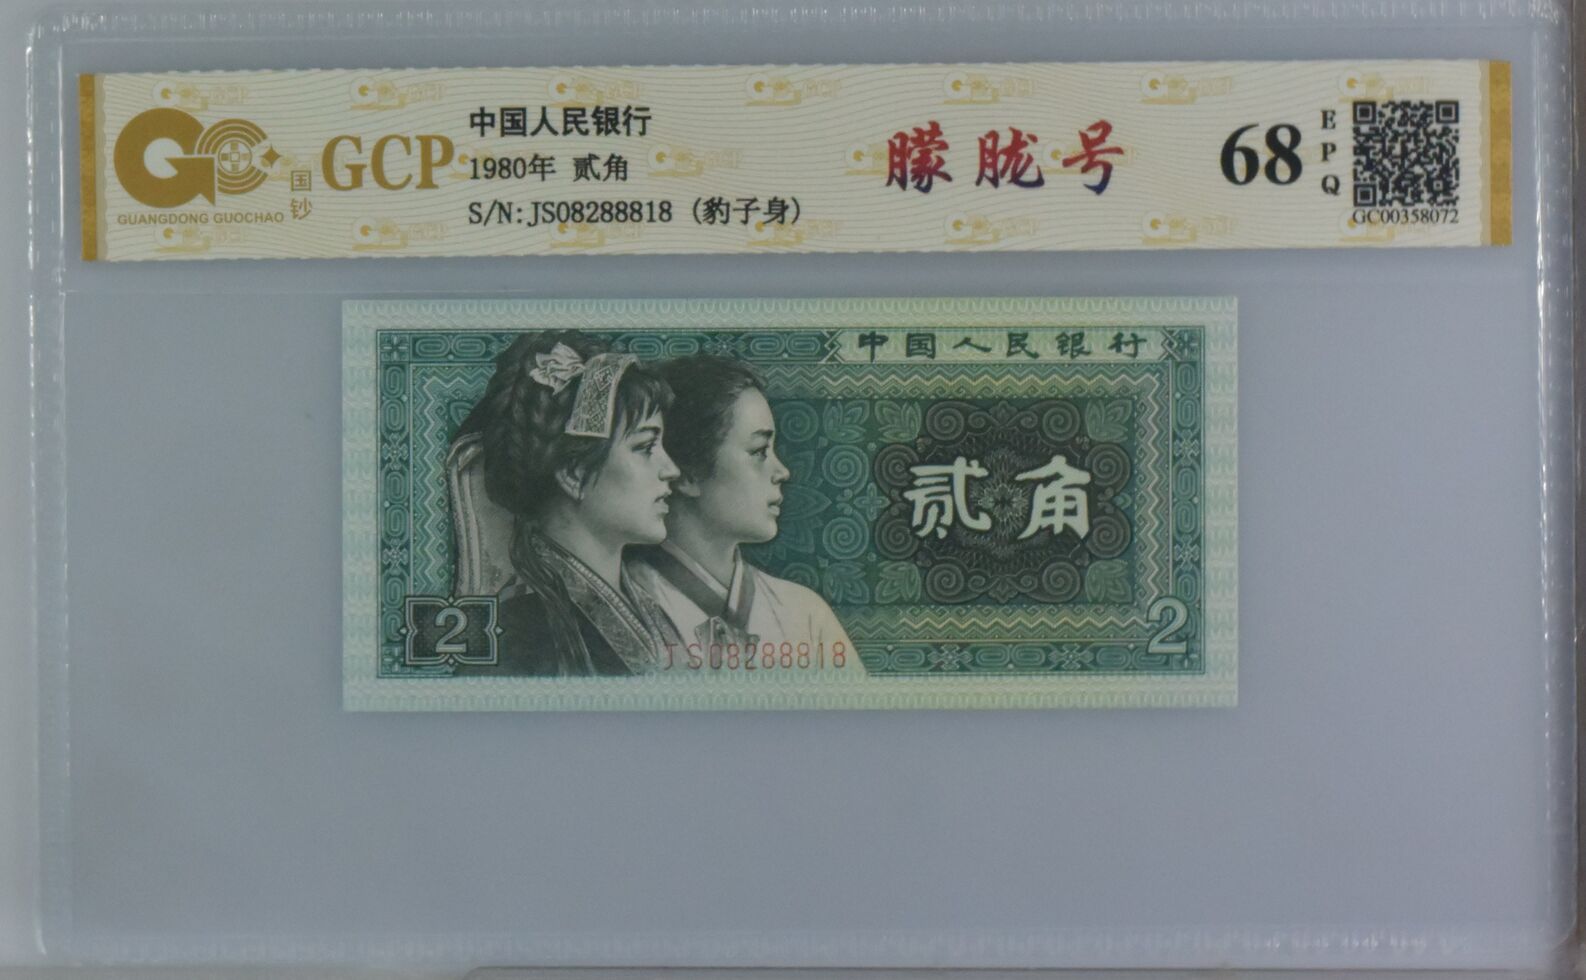 GUANGDONG GUOCHAO
国钞
GCP
中国人民银行
1980年 贰角
S/N:JS08288818 (豹子身)
朦胧号
68
EPQ
GC00358072
中国人民银行
贰角
2
2
JS08288818